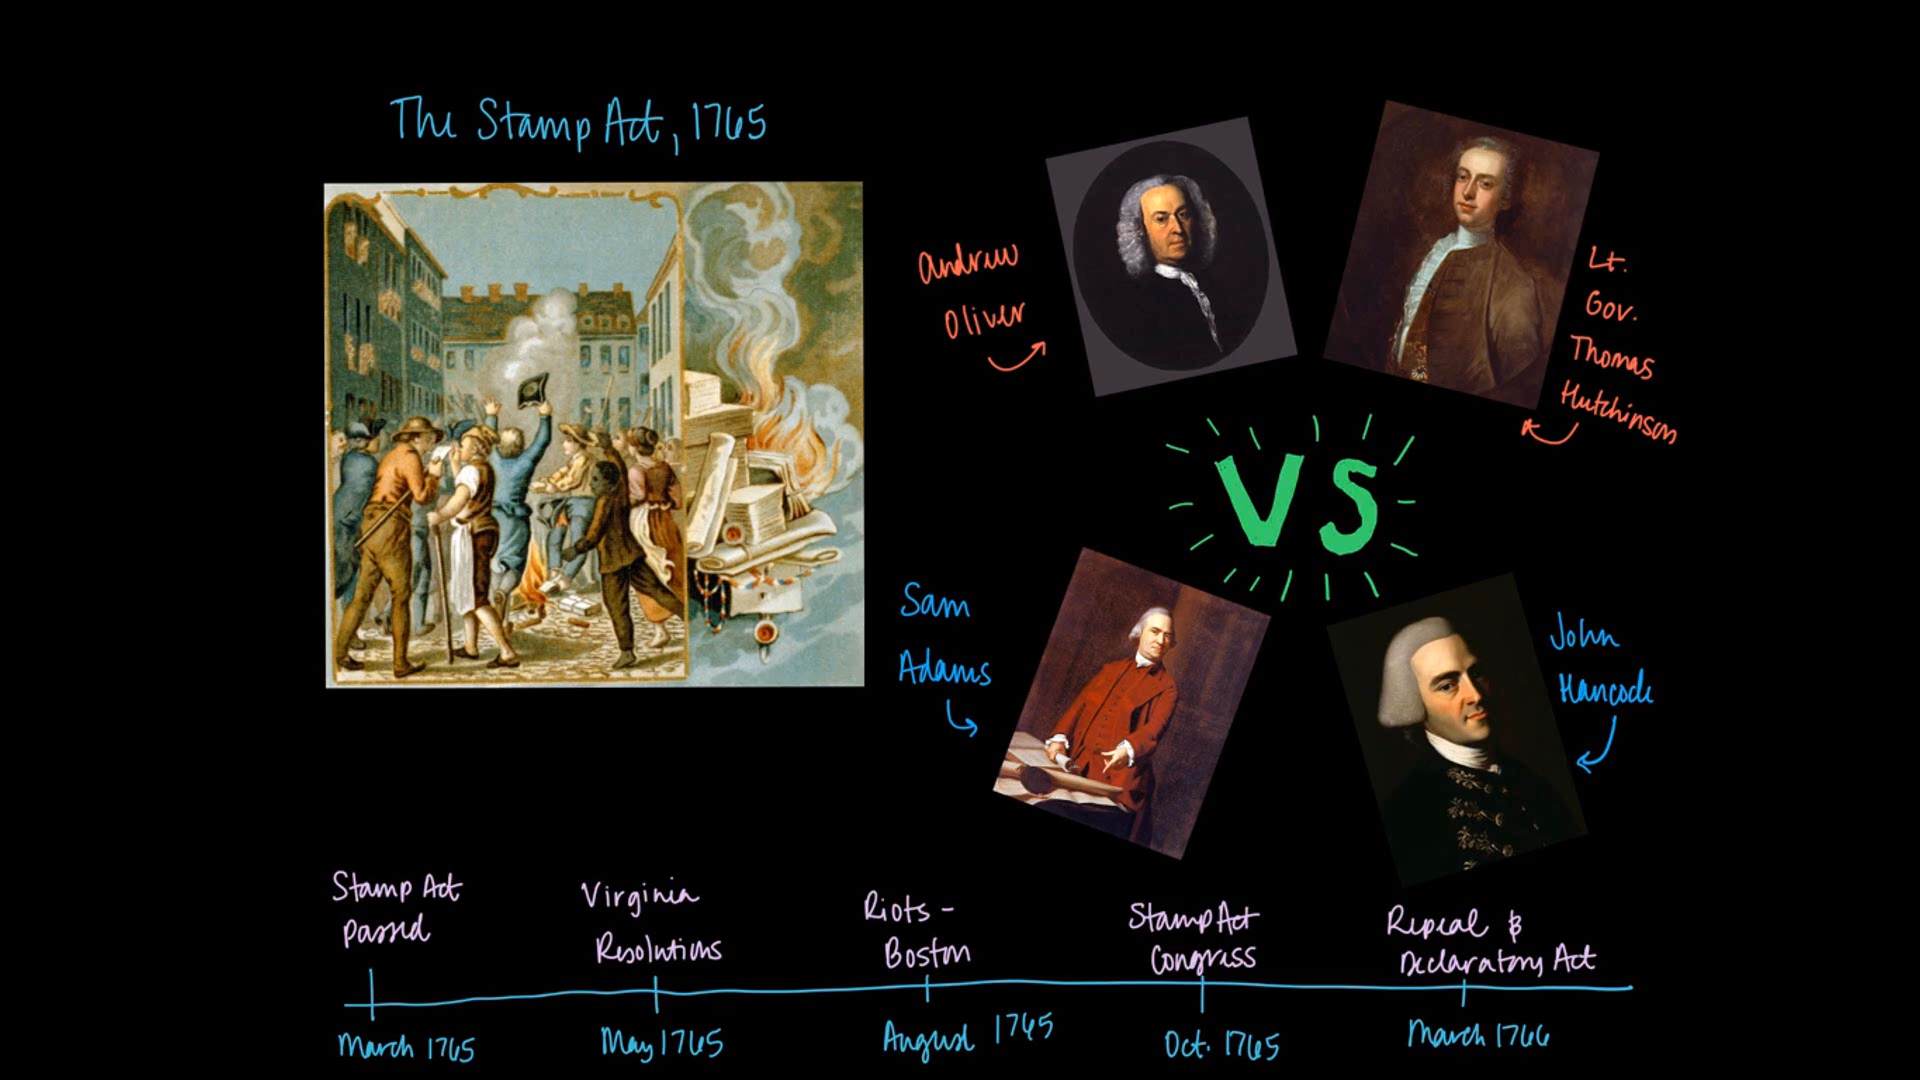 The Stamp Act, 1765
Andrew
Oliver
Lt.
Gov.
Thomas
Hutchinson
VS
Sam
Adams
John
Hancock
Stamp Act
Passed
Virginia
Resolutions
Riots -
Boston
Stamp Act
Congress
Repeal &
Declaratory Act
March 1765
May 1765
August 1765
Oct. 1765
March 1766